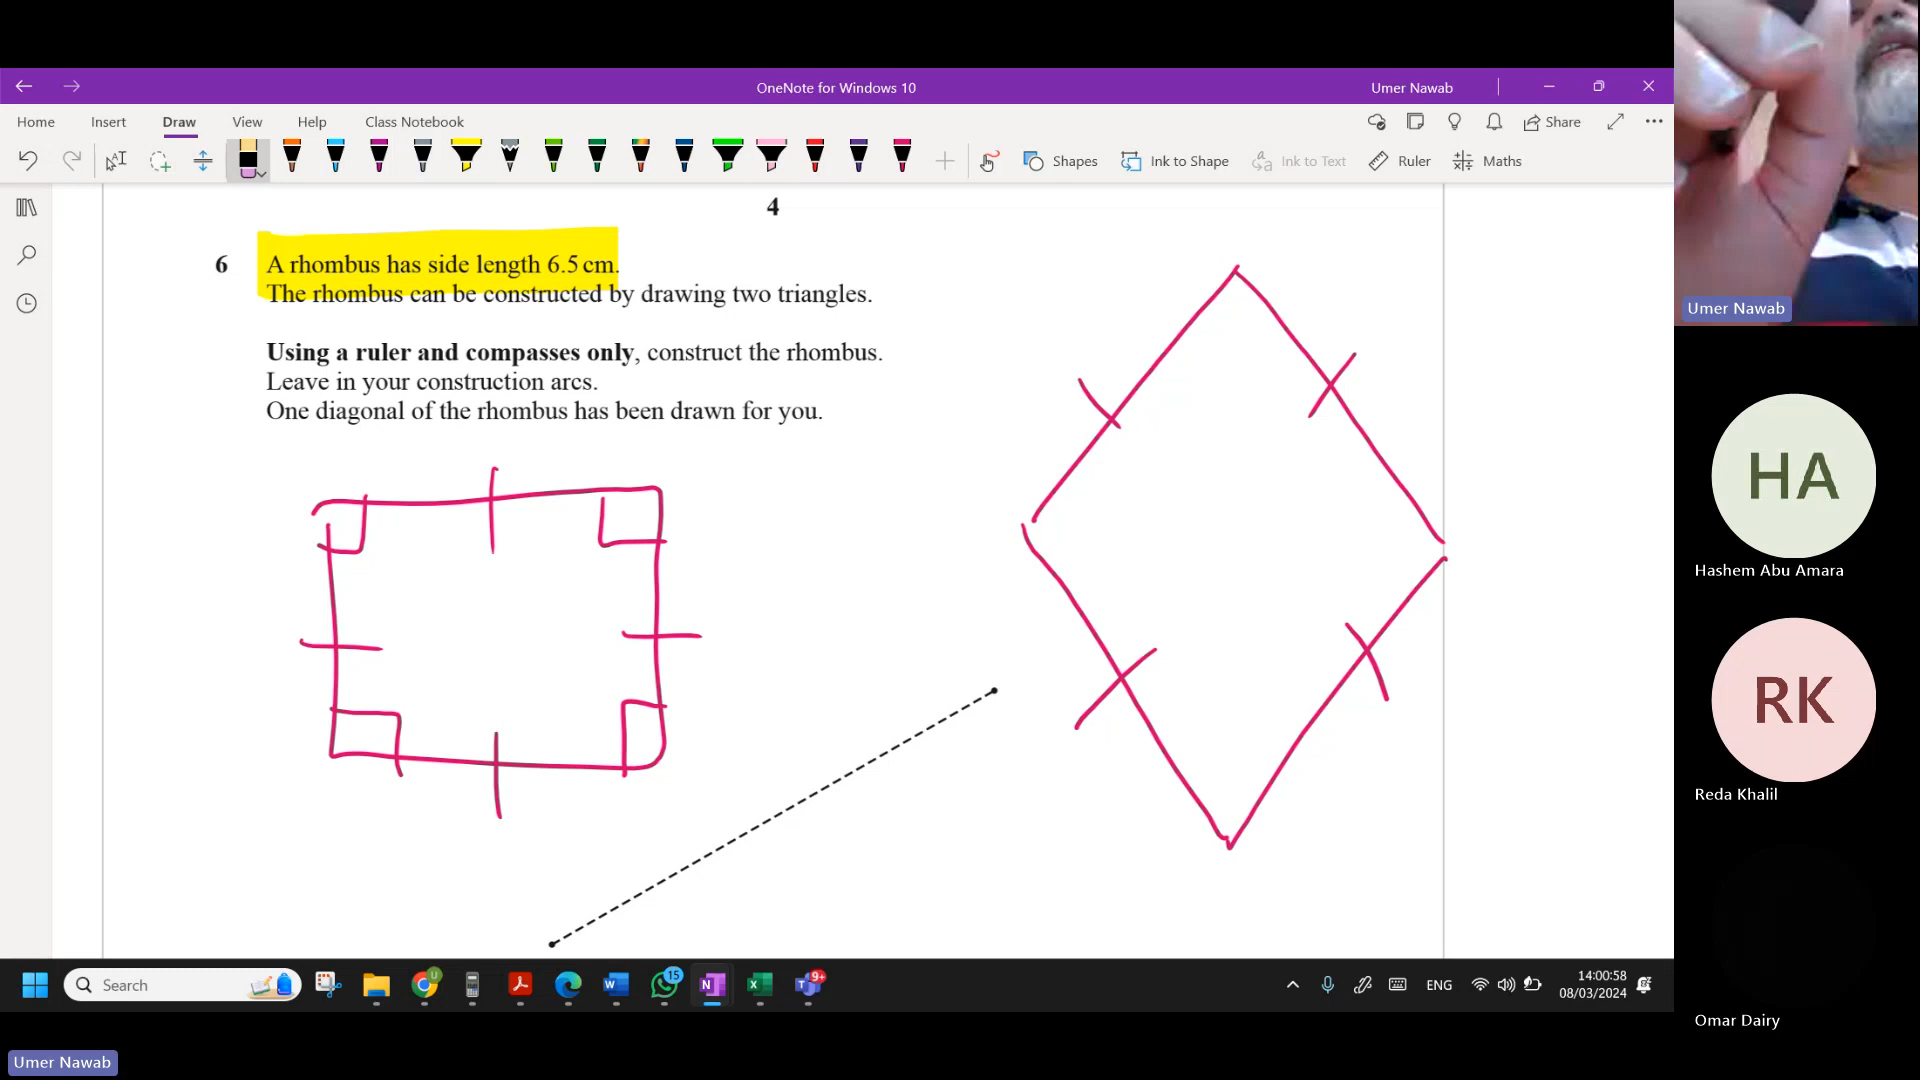 OneNote for Windows 10
Umer Nawab
Home Insert Draw View Help Class Notebook
Share
Shapes Ink to Shape Ink to Text Ruler Maths
4
6 A rhombus has side length 6.5 cm.
The rhombus can be constructed by drawing two triangles.
Using a ruler and compasses only, construct the rhombus.
Leave in your construction arcs.
One diagonal of the rhombus has been drawn for you.
Umer Nawab
HA
Hashem Abu Amara
RK
Reda Khalil
Omar Dairy
Search
U
15
9+
ENG
14:00:58
08/03/2024
Umer Nawab